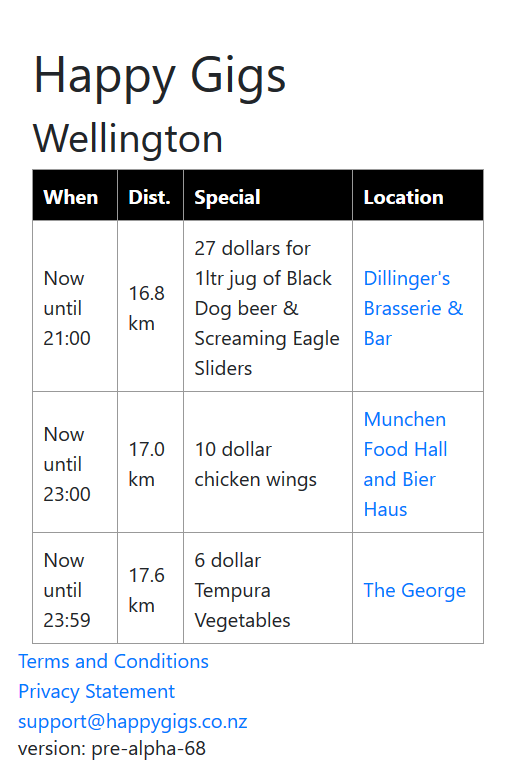 Happy Gigs
Wellington
When Dist. Special Location
Now
until
21:00
16.8
km
27 dollars for
1ltr jug of Black
Dog beer &
Screaming Eagle
Sliders
Dillinger's
Brasserie &
Bar
Now
until
23:00
17.0
km
10 dollar
chicken wings
Munchen
Food Hall
and Bier
Haus
Now
until
23:59
17.6
km
6 dollar
Tempura
Vegetables
The George
Terms and Conditions
Privacy Statement
support@happygigs.co.nz
version: pre-alpha-68